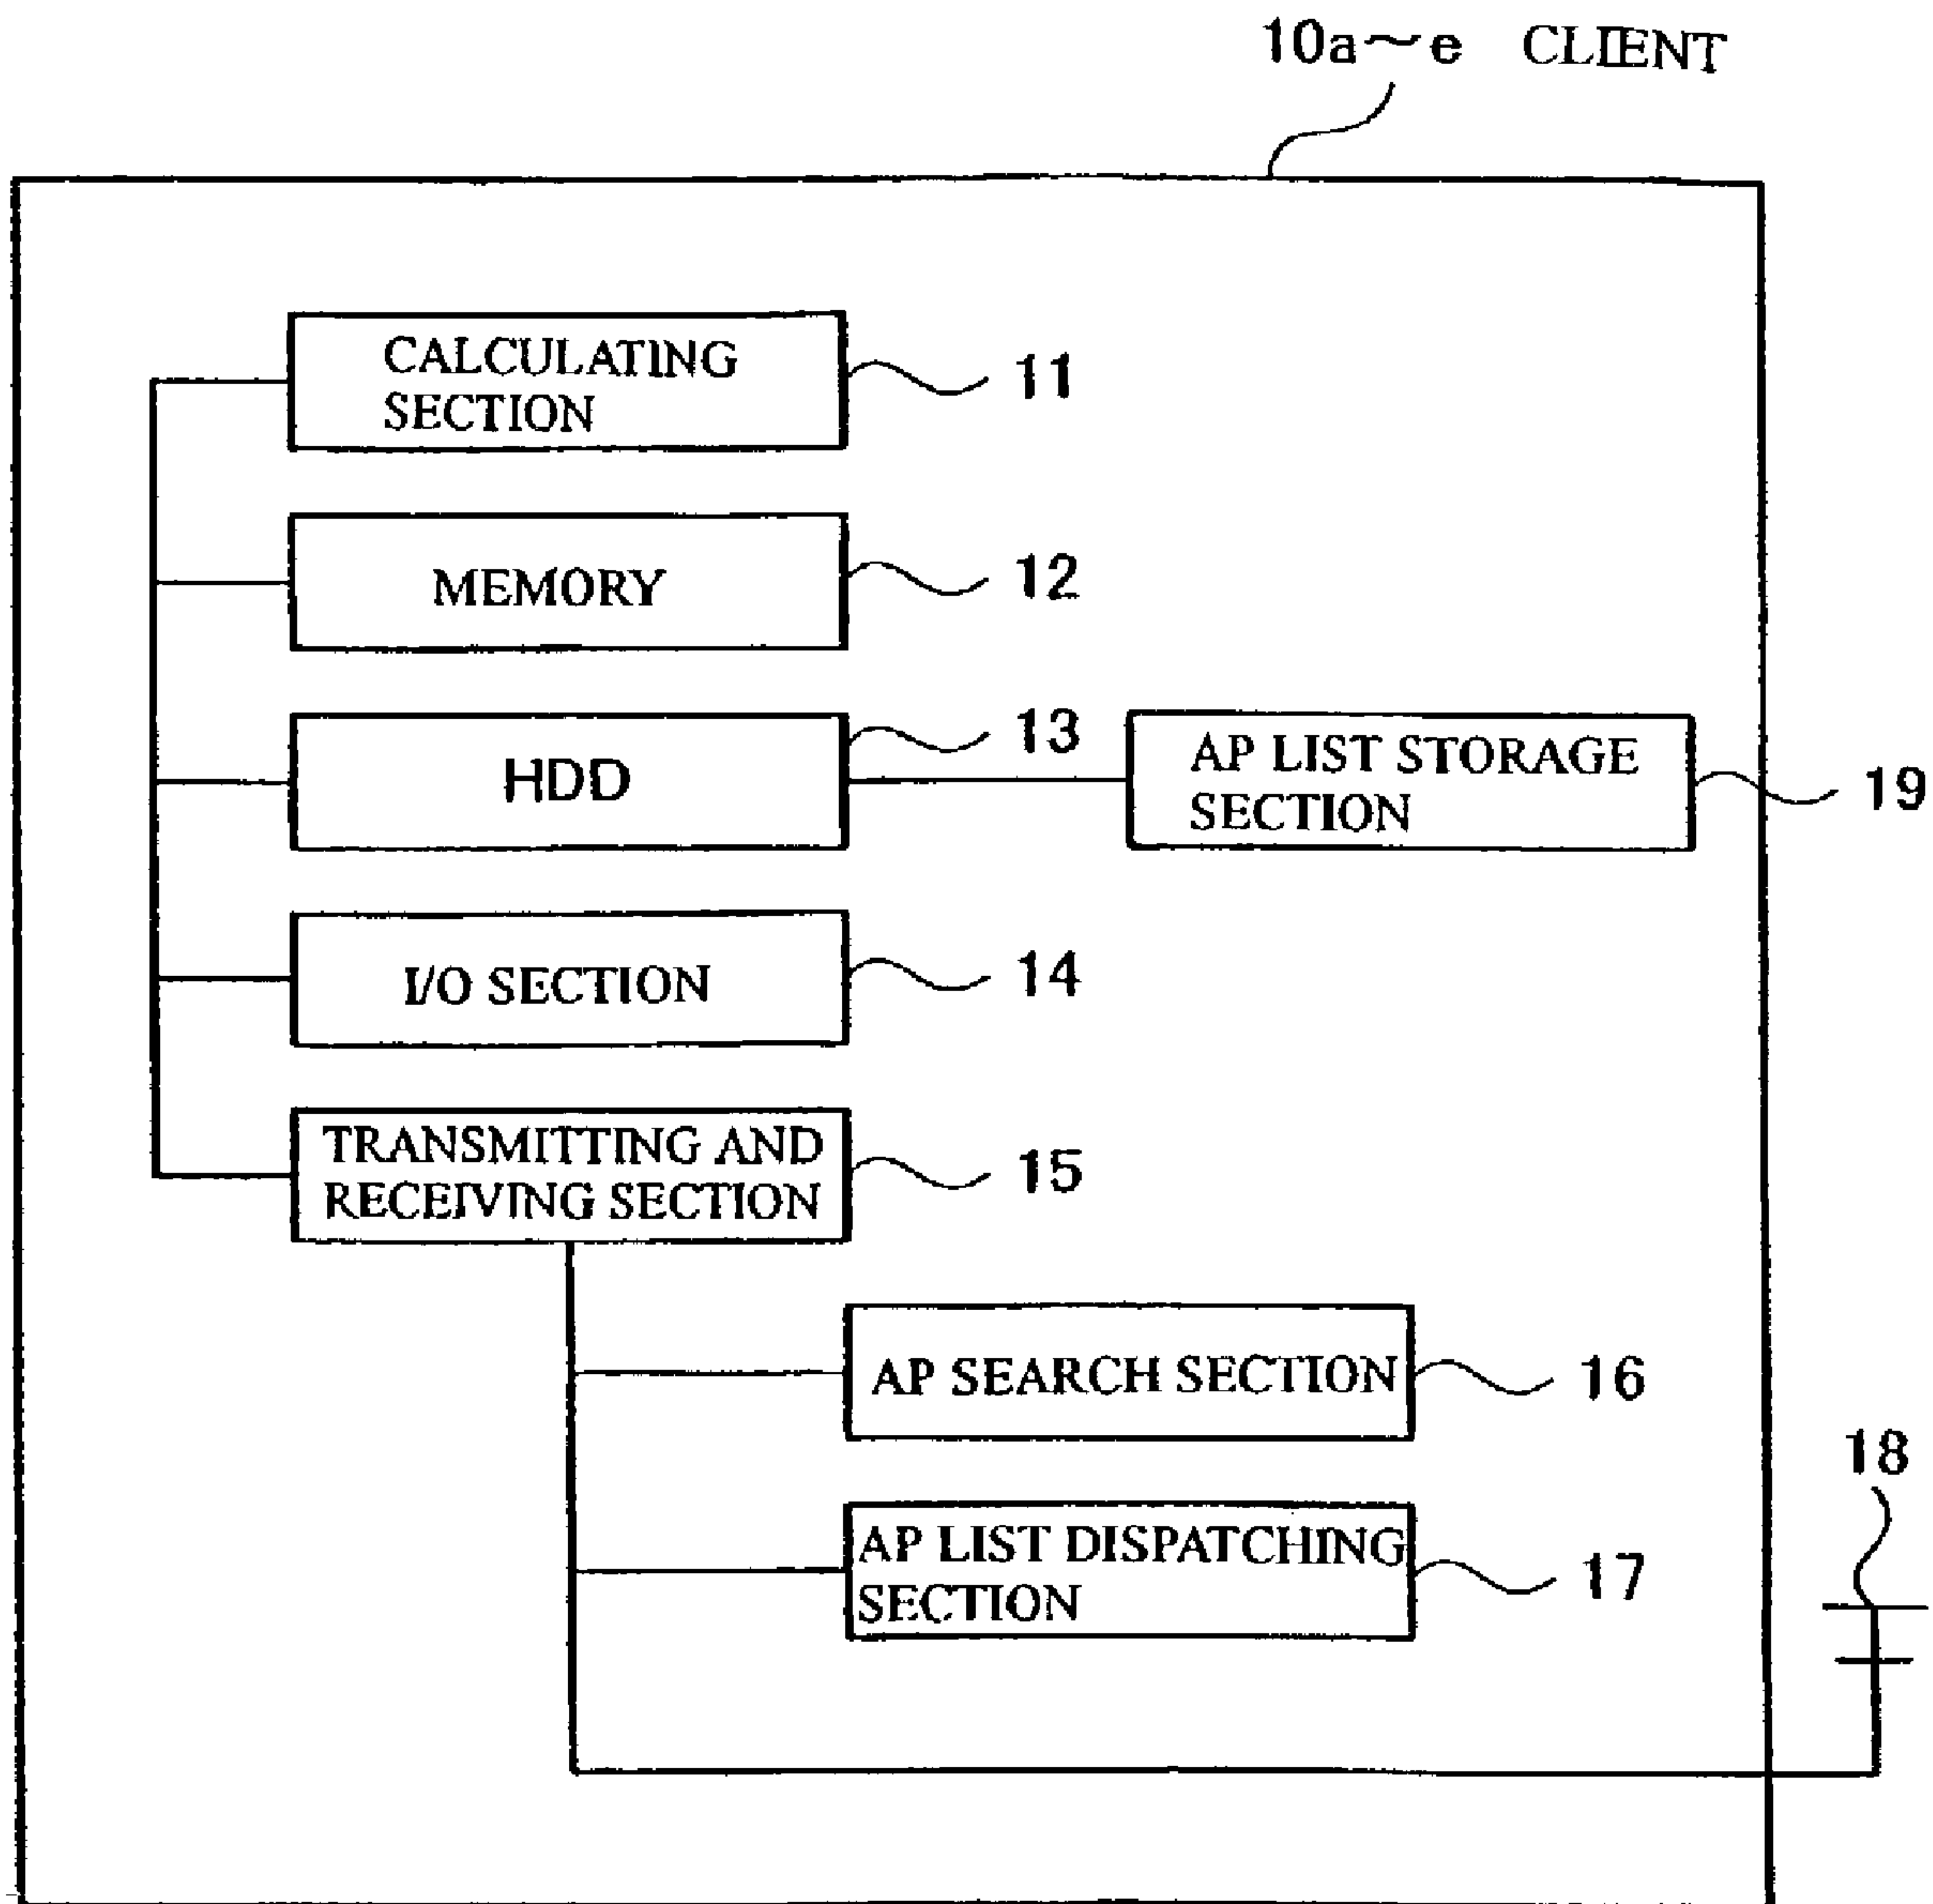 10a～e CLIENT
CALCULATING
SECTION
11
MEMORY
12
HDD
13
AP LIST STORAGE
SECTION
19
I/O SECTION
14
TRANSMITTING AND
RECEIVING SECTION
15
AP SEARCH SECTION
16
AP LIST DISPATCHING
SECTION
17
18